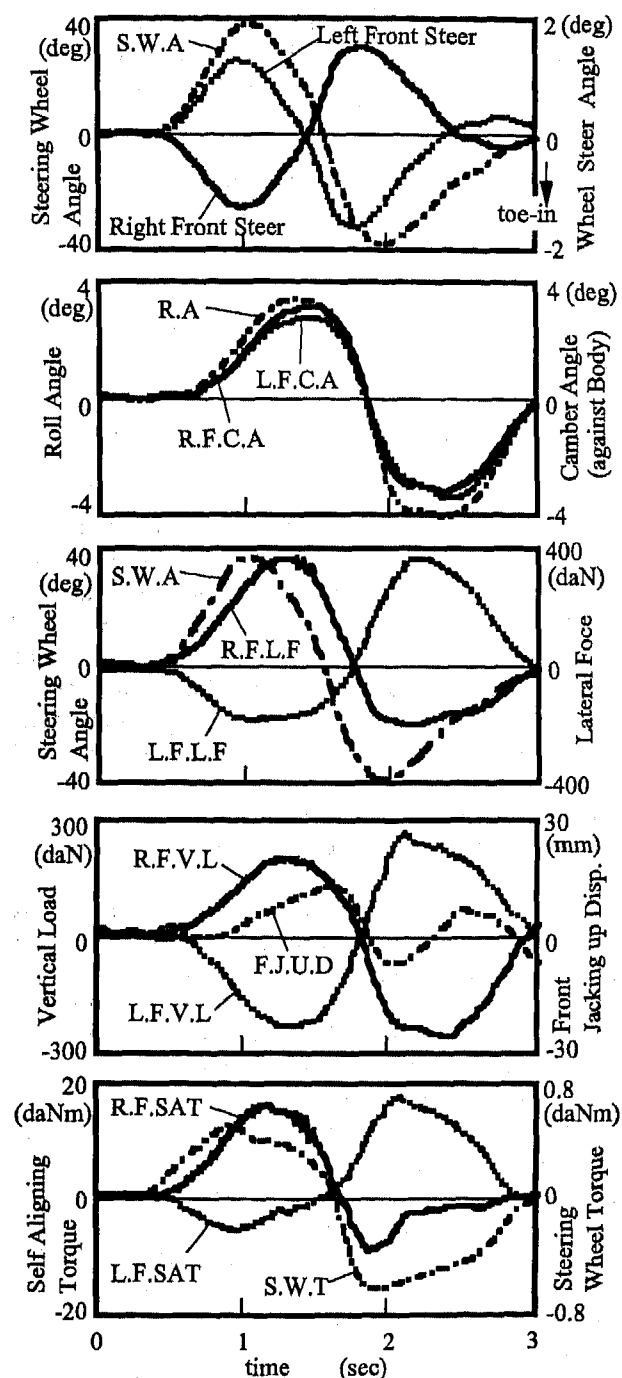 40
(deg)
S.W.A
Left Front Steer
2 (deg)
0
0
Right Front Steer
toe-in
-40
-2
Steering Wheel
Angle
Wheel Steer Angle
4
(deg)
R.A
4 (deg)
L.F.C.A
R.F.C.A
0
0
-4
-4
Roll Angle
Camber Angle
(against Body)
40
(deg)
S.W.A
400
(daN)
R.F.L.F
0
0
L.F.L.F
-40
-400
Steering Wheel
Angle
Lateral Foce
300
(daN)
R.F.V.L
30
(mm)
0
0
F.J.U.D
L.F.V.L
-300
-30
Vertical Load
Front
Jacking up Disp.
20
(daNm)
R.F.SAT
0.8
(daNm)
0
0
L.F.SAT
S.W.T
-20
-0.8
Self Aligning
Torque
Steering
Wheel Torque
0
1
2
3
time (sec)